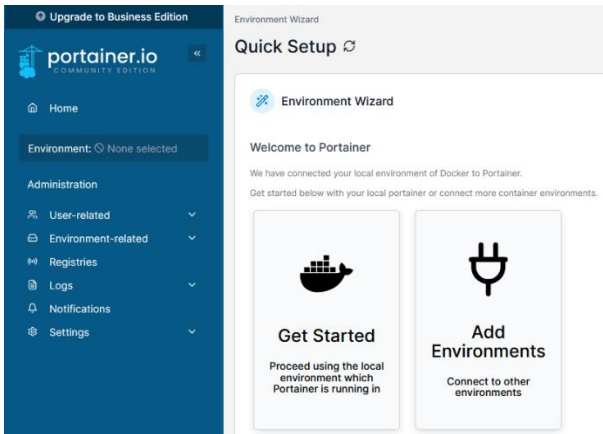 Upgrade to Business Edition
portainer.io
COMMUNITY EDITION
Home
Environment: None selected
Administration
User-related
Environment-related
Registries
Logs
Notifications
Settings
Environment Wizard
Quick Setup
Environment Wizard
Welcome to Portainer
We have connected your local environment of Docker to Portainer.
Get started below with your local portainer or connect more container environments.
Get Started
Proceed using the local
environment which
Portainer is running in
Add
Environments
Connect to other
environments